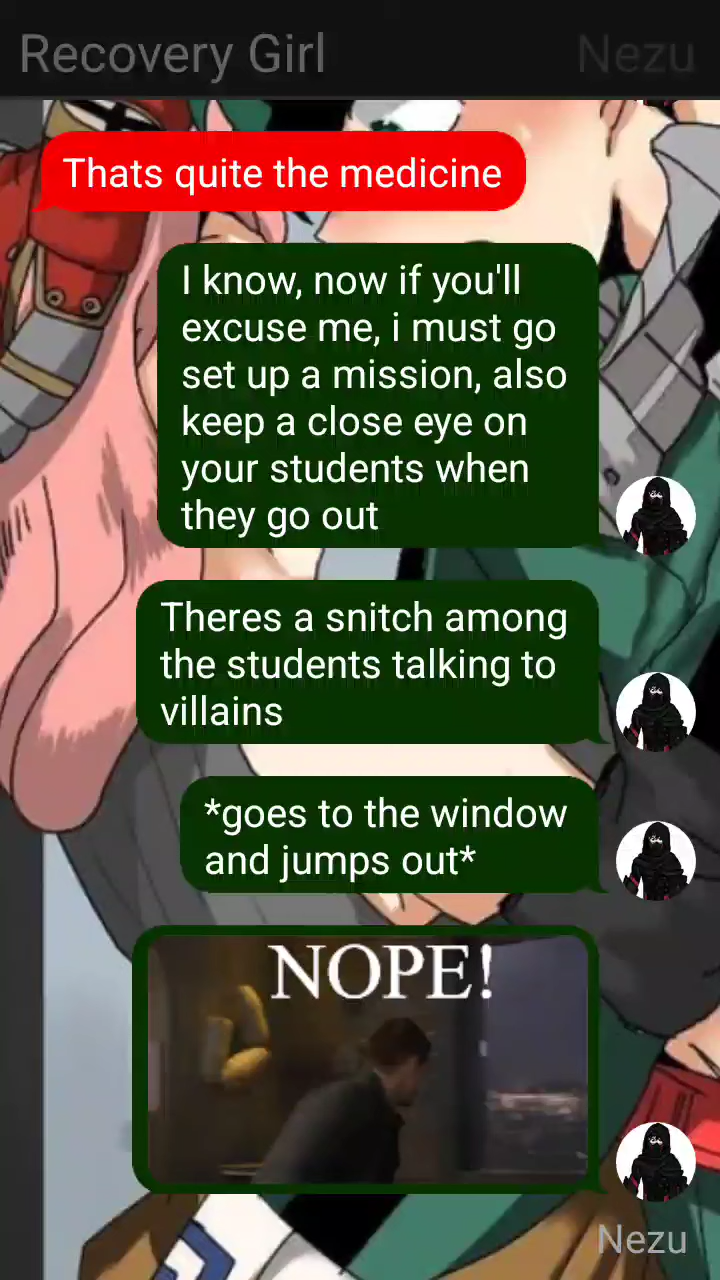 Recovery Girl
Nezu
Thats quite the medicine
I know, now if you'll
excuse me, i must go
set up a mission, also
keep a close eye on
your students when
they go out
Theres a snitch among
the students talking to
villains
*goes to the window
and jumps out*
NOPE!
Nezu